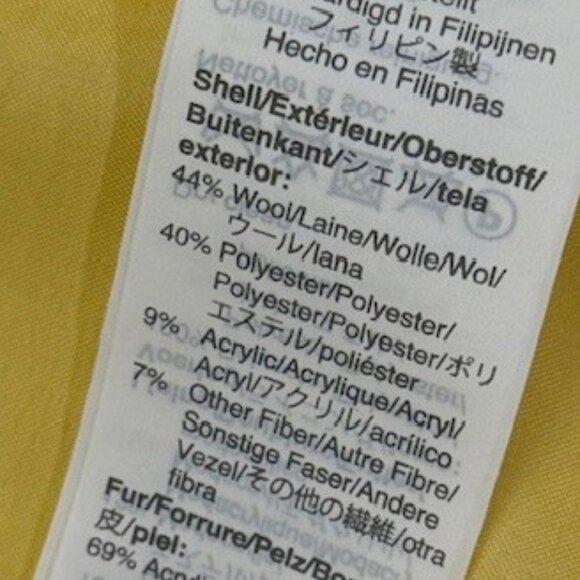 in Filipijnen
フィリピン製
Hecho en Filipinas
Shell/Extérieur/Oberstoff/
Buitenkant/シェル/tela
exterior:
44% Wool/Laine/Wolle/Wol/
ウール/lana
40% Polyester/Polyester/
Polyester/Polyester/ポリ
エステル/poliéster
9% Acrylic/Acrylique/Acryl/
Acryl/アクリル/acrílico
7% Other Fiber/Autre Fibre/
Sonstige Faser/Andere
Vezel/その他の繊維/otra
fibra
Fur/Forrure/Pelz/
皮/piel:
69%